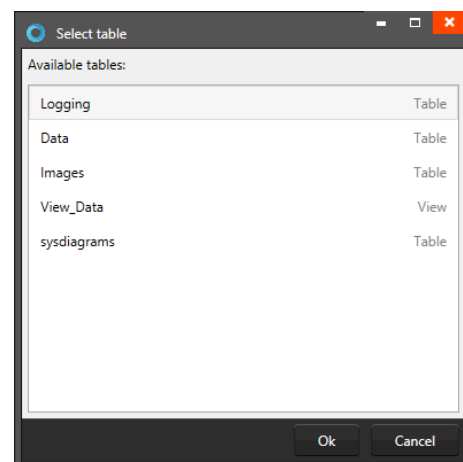 Select table
Available tables:
Logging Table
Data Table
Images Table
View_Data View
sysdiagrams Table
Ok Cancel